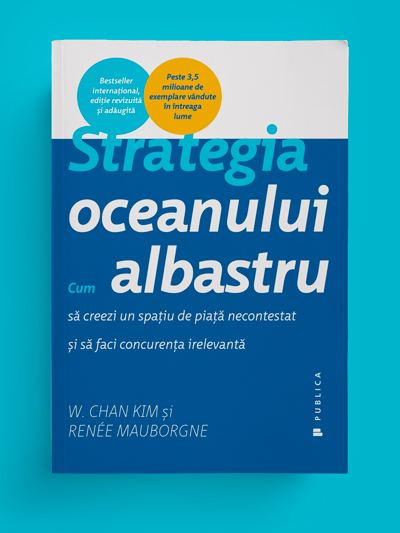 Bestseller
internațional,
ediție revizuită
și adăugită
Peste 3,5
milioane de
exemplare vândute
în întreaga
lume
Strategia
oceanului
Cum albastru
să creezi un spațiu de piață necontestat
și să faci concurența irelevantă
W. CHAN KIM și
RENÉE MAUBORGNE
PUBLICA